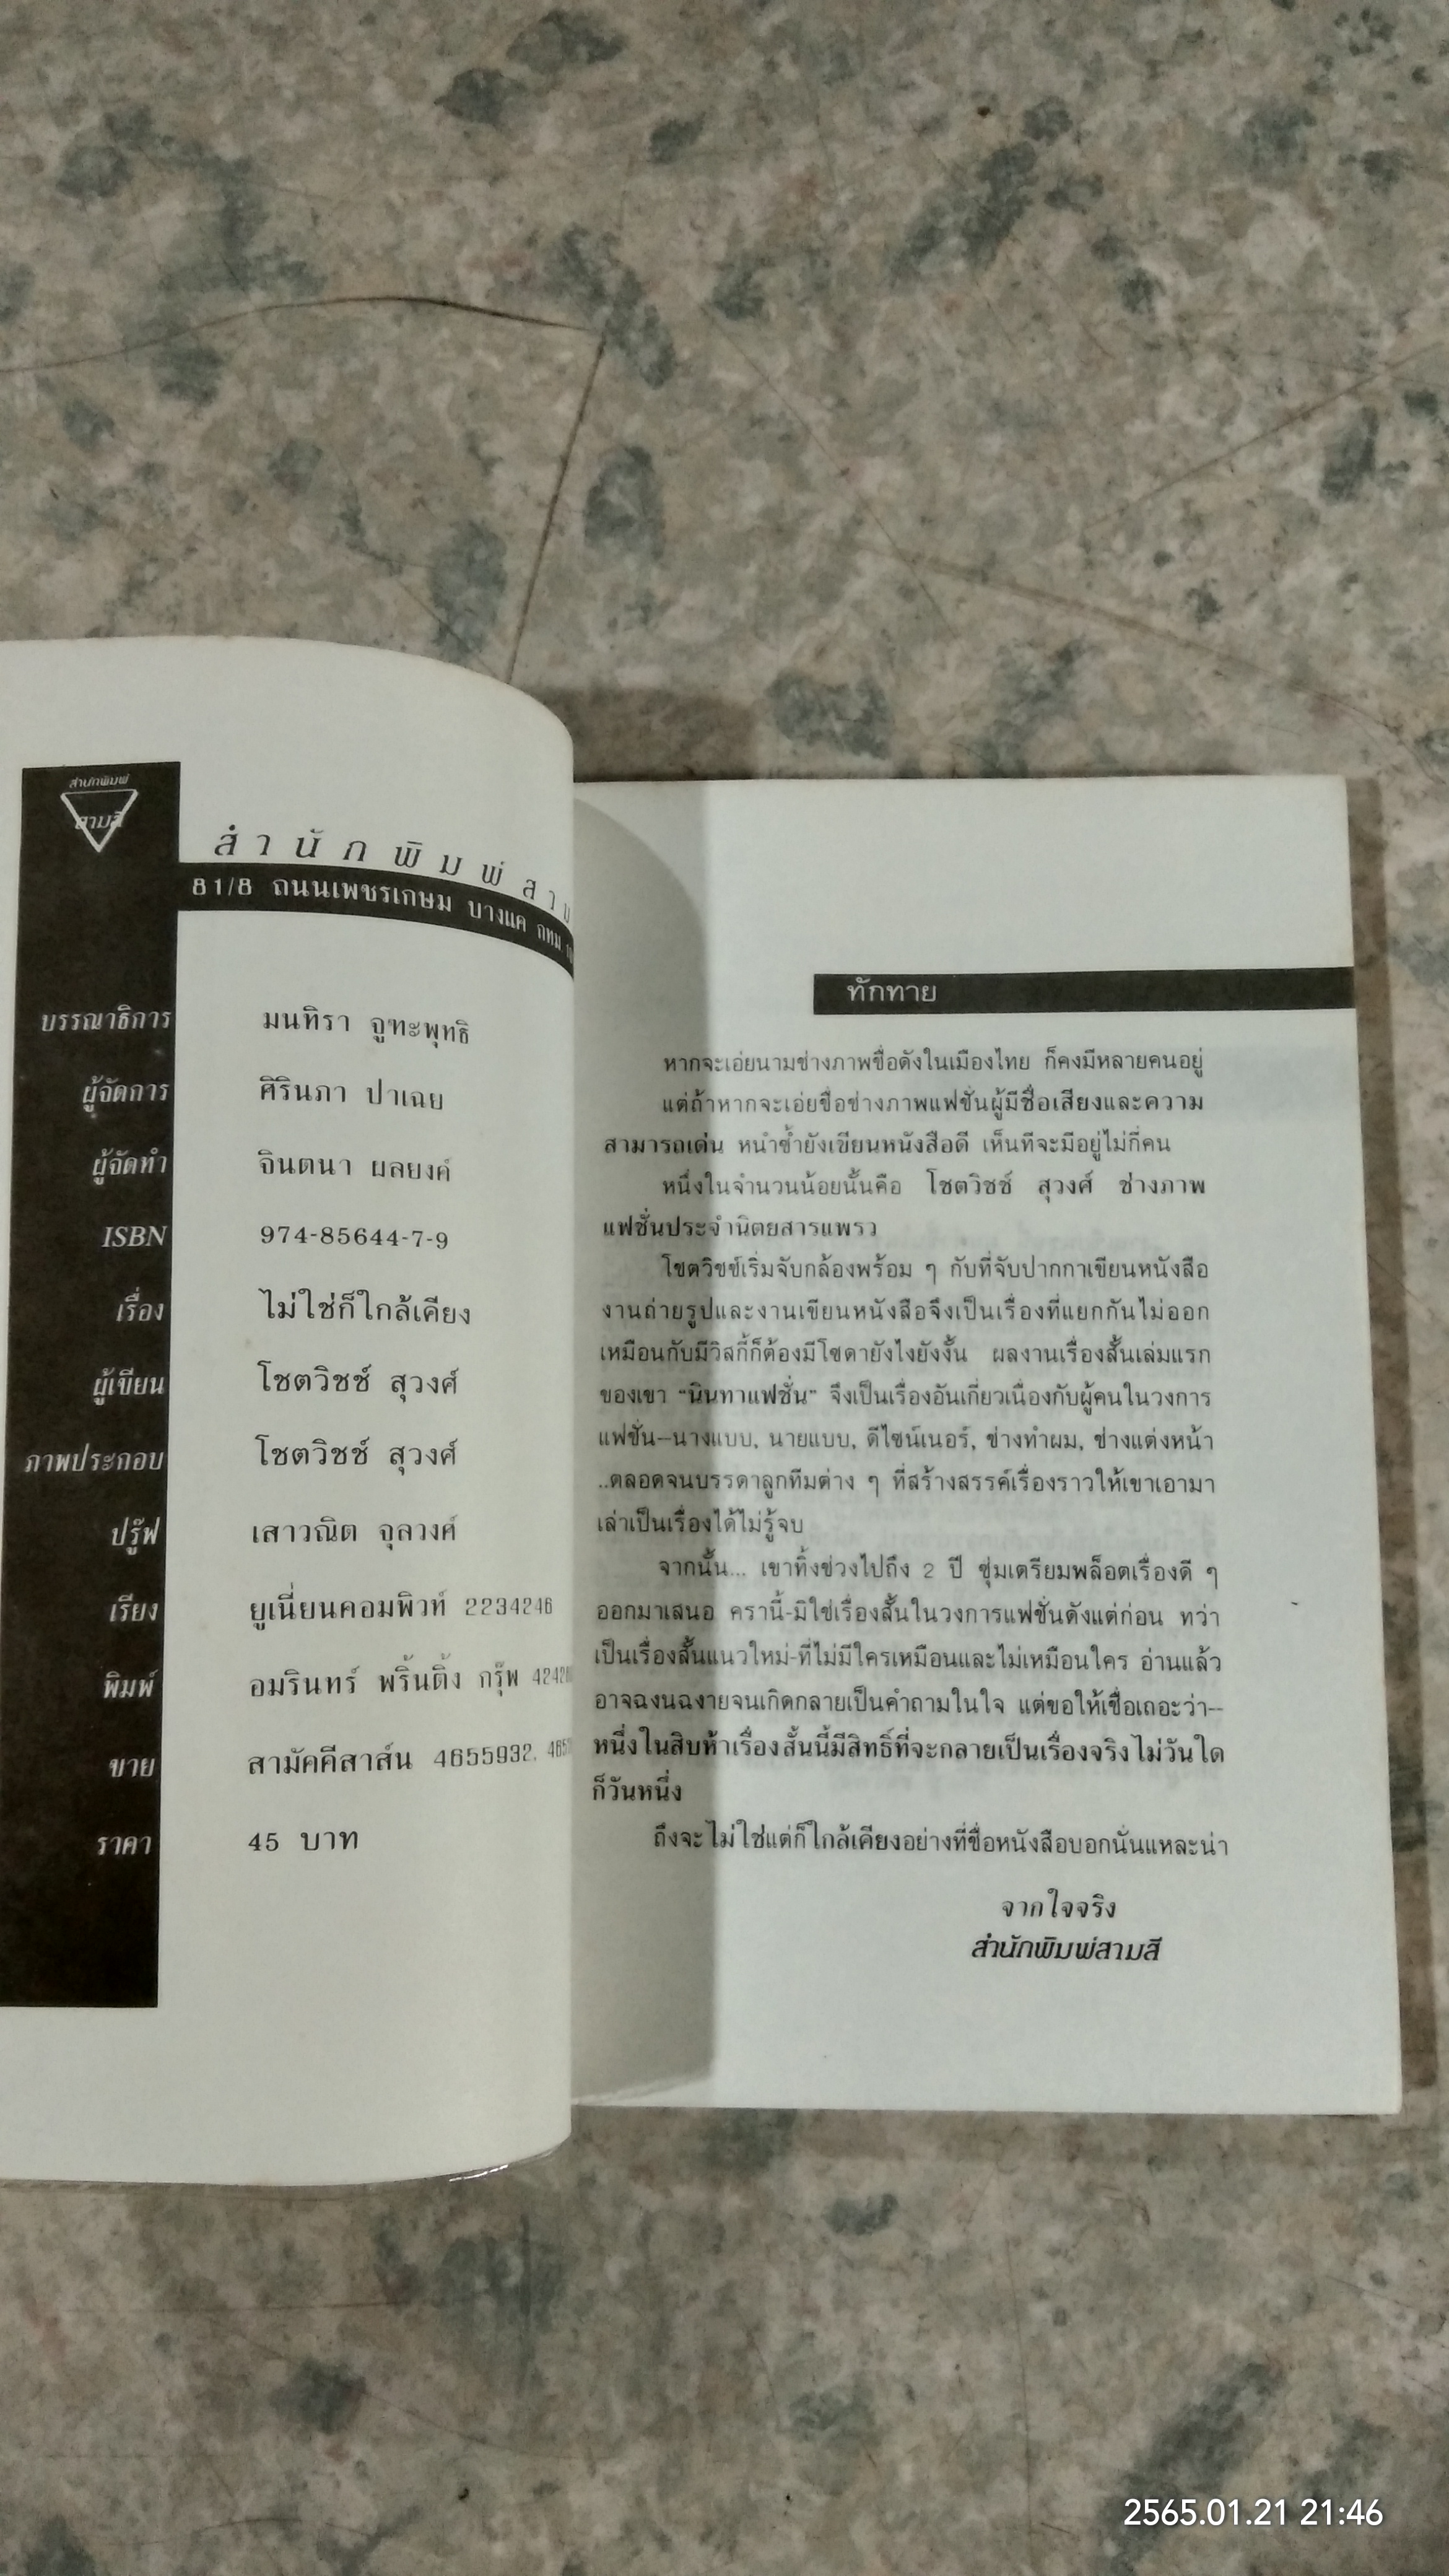 สำนักพิมพ์
สามสี
สำนักพิมพ์สาม
81/8 ถนนเพชรเกษม บางแค กทม.
บรรณาธิการ มนทิรา จูฑะพุทธิ
ผู้จัดการ ศิรินภา ปาเฉย
ผู้จัดทำ จินตนา ผลยงค์
ISBN 974-85644-7-9
เรื่อง ไม่ใช่ก็ใกล้เคียง
ผู้เขียน โชตวิชช์ สุวงศ์
ภาพประกอบ โชตวิชช์ สุวงศ์
ปรู๊ฟ เสาวณิต จุลวงศ์
เรียง ยูเนี่ยนคอมพิวท์ 2234246
พิมพ์ อมรินทร์ พริ้นติ้ง กรุ๊พ
ขาย สามัคคีสาส์น 4655932,
ราคา 45 บาท
ทักทาย
หากจะเอ่ยนามช่างภาพชื่อดังในเมืองไทย ก็คงมีหลายคนอยู่
แต่ถ้าหากจะเอ่ยชื่อช่างภาพแฟชั่นผู้มีชื่อเสียงและความ
สามารถเด่น หนำซ้ำยังเขียนหนังสือดี เห็นทีจะมีอยู่ไม่กี่คน
หนึ่งในจำนวนน้อยนั้นคือ โชตวิชช์ สุวงศ์ ช่างภาพ
แฟชั่นประจำนิตยสารแพรว
โชตวิชช์เริ่มจับกล้องพร้อม ๆ กับที่จับปากกาเขียนหนังสือ
งานถ่ายรูปและงานเขียนหนังสือจึงเป็นเรื่องที่แยกกันไม่ออก
เหมือนกับมีวิสกี้ก็ต้องมีโซดายังไงยังงั้น ผลงานเรื่องสั้นเล่มแรก
ของเขา "นินทาแฟชั่น" จึงเป็นเรื่องอันเกี่ยวเนื่องกับผู้คนในวงการ
แฟชั่น--นางแบบ, นายแบบ, ดีไซน์เนอร์, ช่างทำผม, ช่างแต่งหน้า
..ตลอดจนบรรดาลูกทีมต่าง ๆ ที่สร้างสรรค์เรื่องราวให้เขาเอามา
เล่าเป็นเรื่องได้ไม่รู้จบ
จากนั้น... เขาทิ้งช่วงไปถึง 2 ปี ซุ่มเตรียมพล็อตเรื่องดี ๆ
ออกมาเสนอ ครานี้-มิใช่เรื่องสั้นในวงการแฟชั่นดังแต่ก่อน ทว่า
เป็นเรื่องสั้นแนวใหม่-ที่ไม่มีใครเหมือนและไม่เหมือนใคร อ่านแล้ว
อาจฉงนฉงายจนเกิดกลายเป็นคำถามในใจ แต่ขอให้เชื่อเถอะว่า--
หนึ่งในสิบห้าเรื่องสั้นนี้มีสิทธิ์ที่จะกลายเป็นเรื่องจริงไม่วันใด
ก็วันหนึ่ง
ถึงจะไม่ใช่แต่ก็ใกล้เคียงอย่างที่ชื่อหนังสือบอกนั่นแหละน่า
จากใจจริง
สำนักพิมพ์สามสี
2565.01.21 21:46